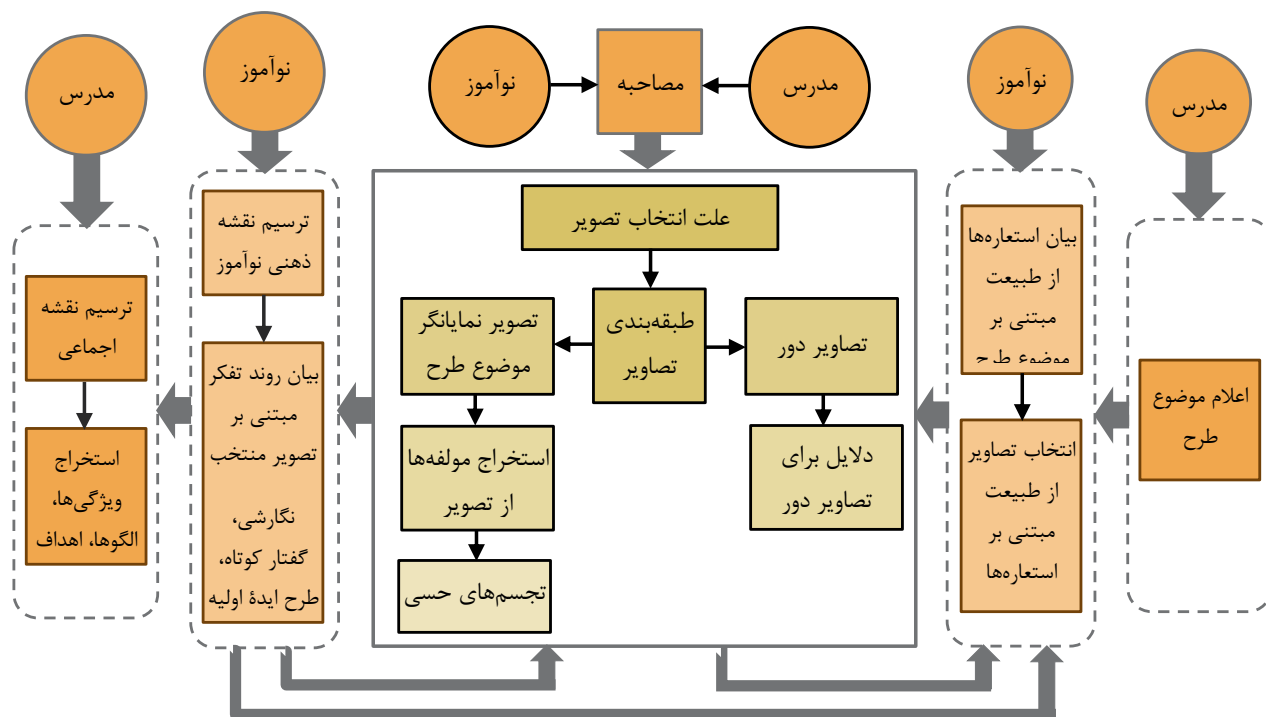 مدرس
نوآموز
مدرس
مصاحبه
نوآموز
نوآموز
مدرس
اعلام موضوع
طرح
بیان استعاره‌ها
از طبیعت
مبتنی بر
موضوع طرح
انتخاب تصاویر
از طبیعت
مبتنی بر
استعاره‌ها
علت انتخاب تصویر
طبقه‌بندی
تصاویر
تصاویر دور
دلایل برای
تصاویر دور
تصویر نمایانگر
موضوع طرح
استخراج مولفه‌ها
از تصویر
تجسم‌های حسی
ترسیم نقشه
ذهنی نوآموز
بیان روند تفکر
مبتنی بر
تصویر منتخب
نگارشی،
گفتار کوتاه،
طرح ایدۀ اولیه
ترسیم نقشه
اجماعی
استخراج
ویژگی‌ها،
الگوها، اهداف